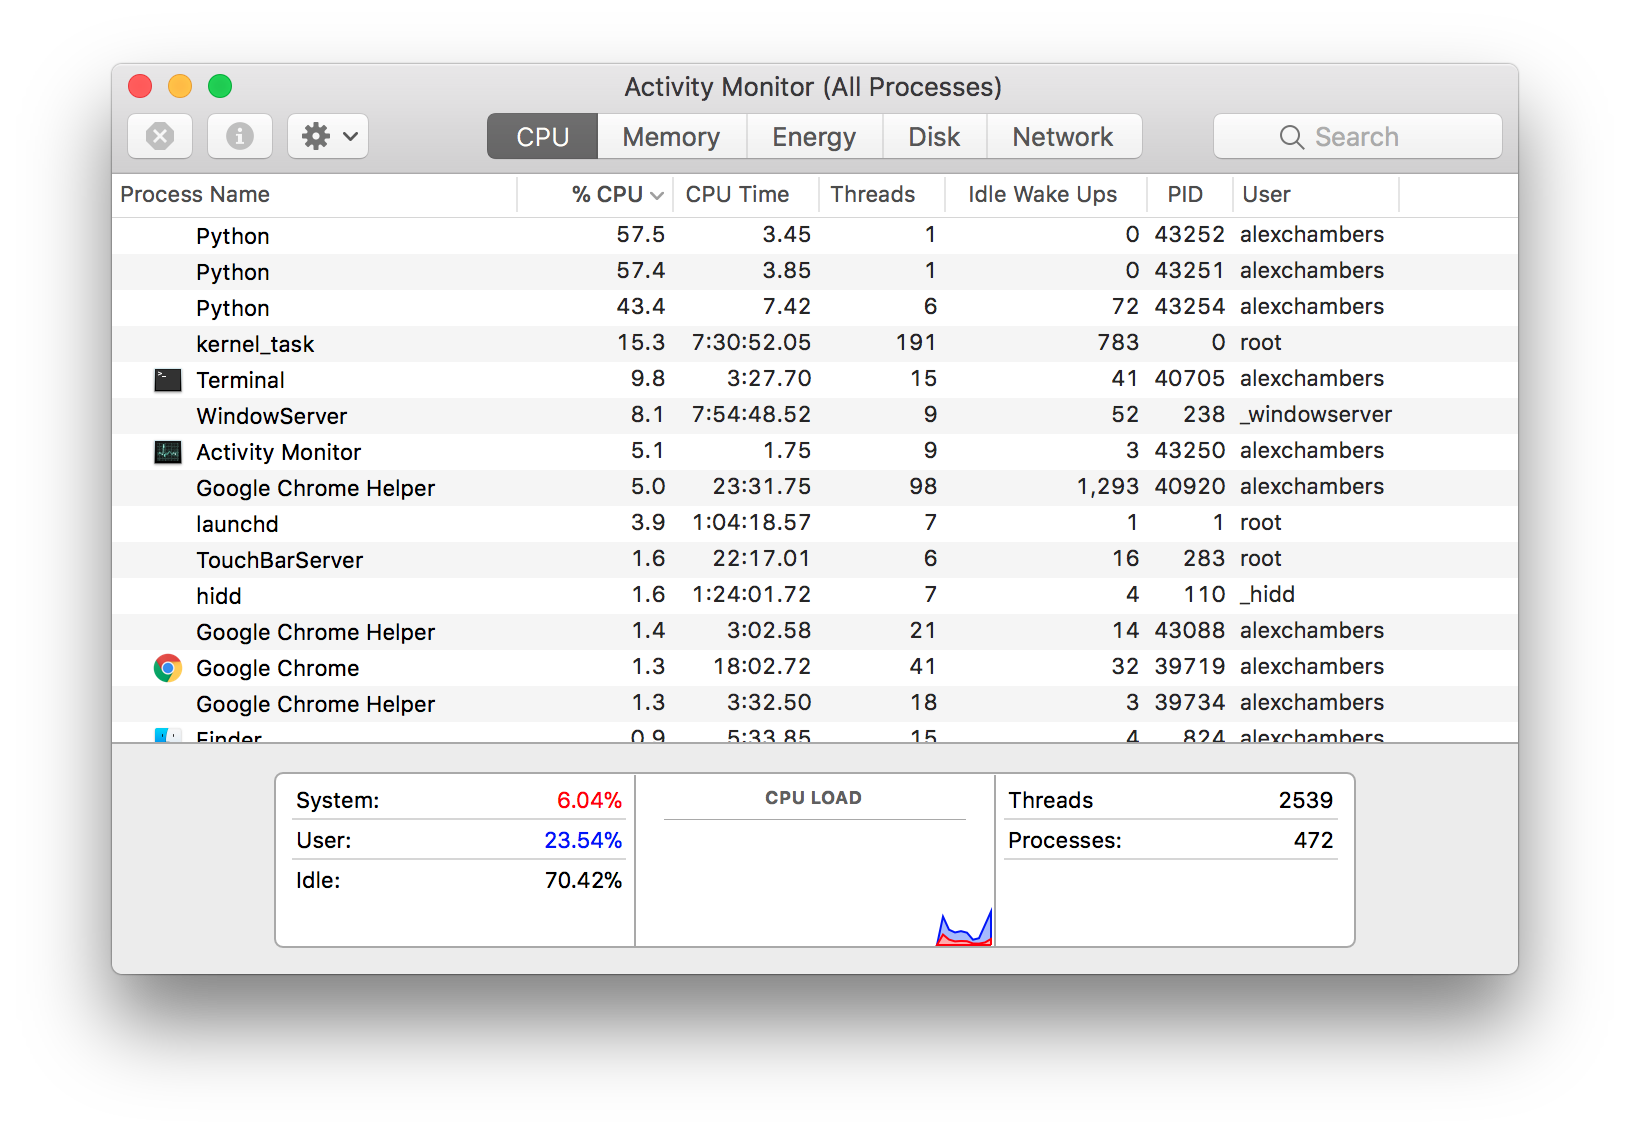 Activity Monitor (All Processes)
CPU Memory Energy Disk Network Search
Process Name % CPU CPU Time Threads Idle Wake Ups PID User
Python 57.5 3.45 1 0 43252 alexchambers
Python 57.4 3.85 1 0 43251 alexchambers
Python 43.4 7.42 6 72 43254 alexchambers
kernel_task 15.3 7:30:52.05 191 783 0 root
Terminal 9.8 3:27.70 15 41 40705 alexchambers
WindowServer 8.1 7:54:48.52 9 52 238 _windowserver
Activity Monitor 5.1 1.75 9 3 43250 alexchambers
Google Chrome Helper 5.0 23:31.75 98 1,293 40920 alexchambers
launchd 3.9 1:04:18.57 7 1 1 root
TouchBarServer 1.6 22:17.01 6 16 283 root
hidd 1.6 1:24:01.72 7 4 110 _hidd
Google Chrome Helper 1.4 3:02.58 21 14 43088 alexchambers
Google Chrome 1.3 18:02.72 41 32 39719 alexchambers
Google Chrome Helper 1.3 3:32.50 18 3 39734 alexchambers
Finder 0.9 5:33.85 15 4 824 alexchambers
System: 6.04% CPU LOAD Threads 2539
User: 23.54% Processes: 472
Idle: 70.42%